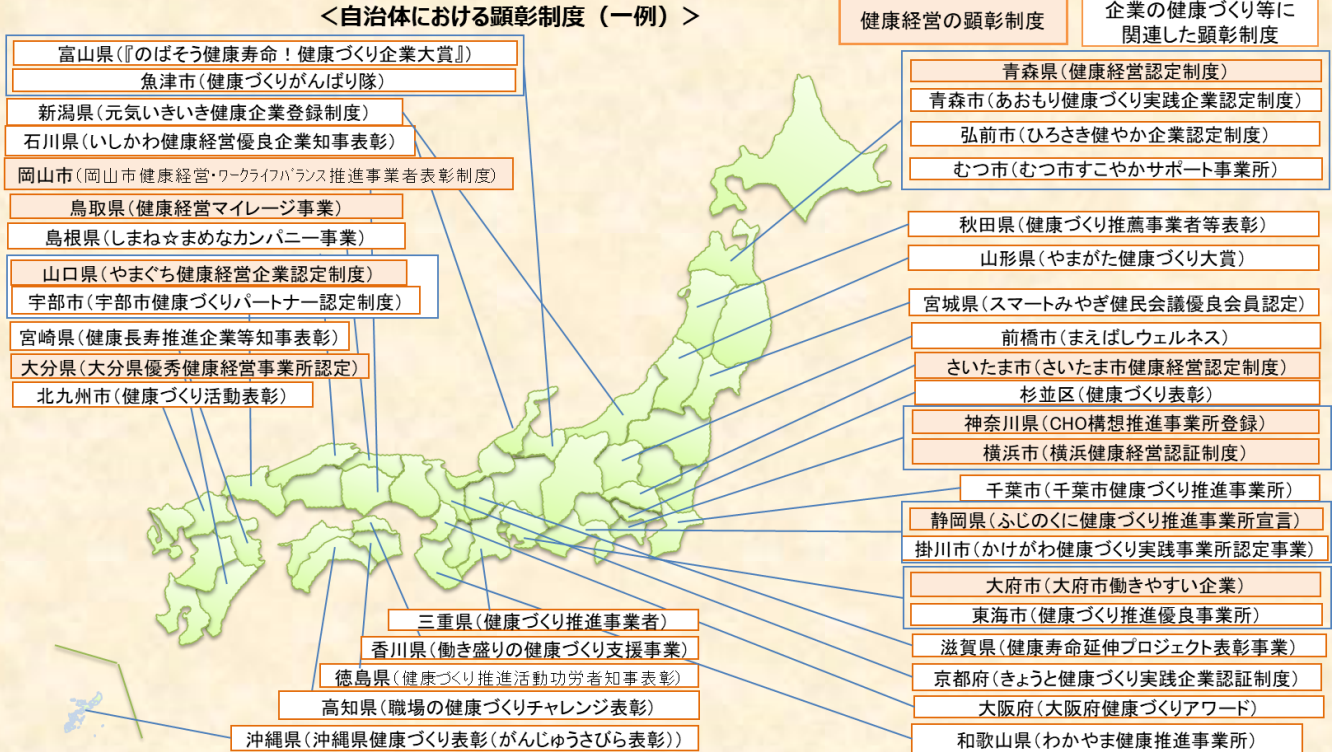 ＜自治体における顕彰制度（一例）＞
健康経営の顕彰制度
企業の健康づくり等に
関連した顕彰制度
富山県（『のばそう健康寿命！健康づくり企業大賞』）
魚津市（健康づくりがんばり隊）
新潟県（元気いきいき健康企業登録制度）
石川県（いしかわ健康経営優良企業知事表彰）
岡山市（岡山市健康経営・ワークライフバランス推進事業者表彰制度）
鳥取県（健康経営マイレージ事業）
島根県（しまね☆まめなカンパニー事業）
山口県（やまぐち健康経営企業認定制度）
宇部市（宇部市健康づくりパートナー認定制度）
宮崎県（健康長寿推進企業等知事表彰）
大分県（大分県優秀健康経営事業所認定）
北九州市（健康づくり活動表彰）
青森県（健康経営認定制度）
青森市（あおもり健康づくり実践企業認定制度）
弘前市（ひろさき健やか企業認定制度）
むつ市（むつ市すこやかサポート事業所）
秋田県（健康づくり推薦事業者等表彰）
山形県（やまがた健康づくり大賞）
宮城県（スマートみやぎ健民会議優良会員認定）
前橋市（まえばしウェルネス）
さいたま市（さいたま市健康経営認定制度）
杉並区（健康づくり表彰）
神奈川県（CHO構想推進事業所登録）
横浜市（横浜健康経営認証制度）
千葉市（千葉市健康づくり推進事業所）
静岡県（ふじのくに健康づくり推進事業所宣言）
掛川市（かけがわ健康づくり実践事業所認定事業）
大府市（大府市働きやすい企業）
東海市（健康づくり推進優良事業所）
滋賀県（健康寿命延伸プロジェクト表彰事業）
京都府（きょうと健康づくり実践企業認証制度）
大阪府（大阪府健康づくりアワード）
和歌山県（わかやま健康推進事業所）
三重県（健康づくり推進事業者）
香川県（働き盛りの健康づくり支援事業）
徳島県（健康づくり推進活動功労者知事表彰）
高知県（職場の健康づくりチャレンジ表彰）
沖縄県（沖縄県健康づくり表彰（がんじゅうさびら表彰））